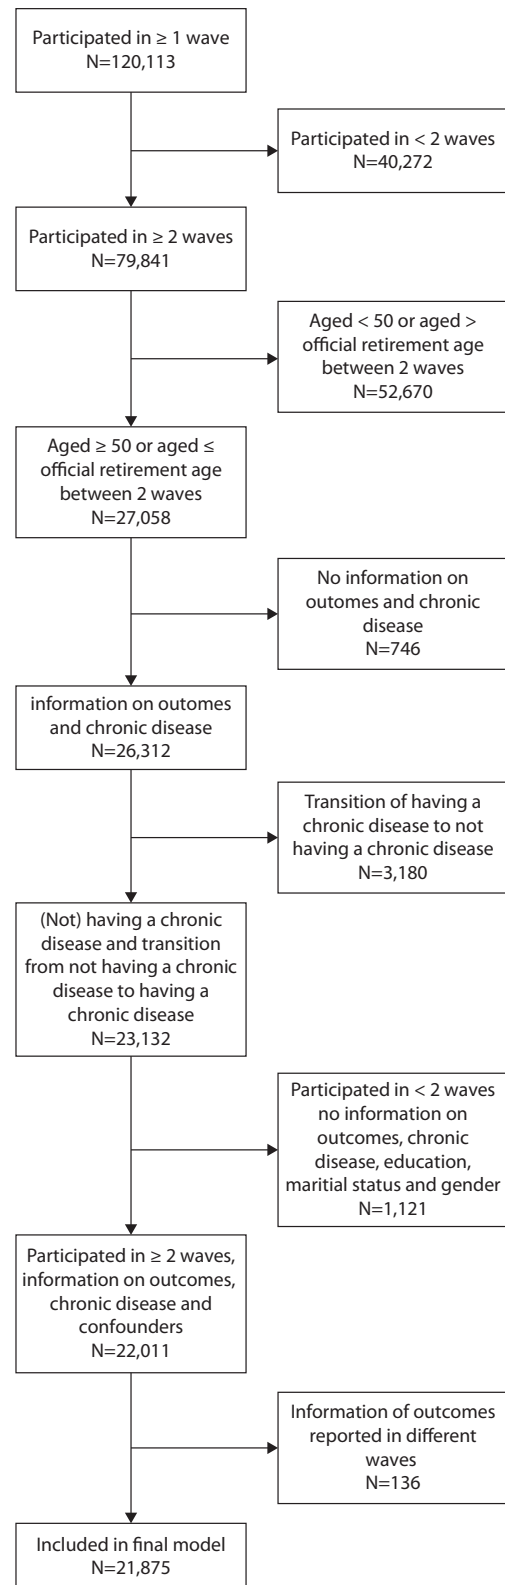 Participated in ≥ 1 wave
N=120,113
Participated in < 2 waves
N=40,272
Participated in ≥ 2 waves
N=79,841
Aged < 50 or aged >
official retirement age
between 2 waves
N=52,670
Aged ≥ 50 or aged ≤
official retirement age
between 2 waves
N=27,058
No information on
outomes and chronic
disease
N=746
information on outomes
and chronic disease
N=26,312
Transition of having a
chronic disease to not
having a chronic disease
N=3,180
(Not) having a chronic
disease and transition
from not having a chronic
disease to having a
chronic disease
N=23,132
Participated in < 2 waves
no information on
outcomes, chronic
disease, education,
maritial status and gender
N=1,121
Participated in ≥ 2 waves,
information on outcomes,
chronic disease and
confounders
N=22,011
Information of outcomes
reported in different
waves
N=136
Included in final model
N=21,875